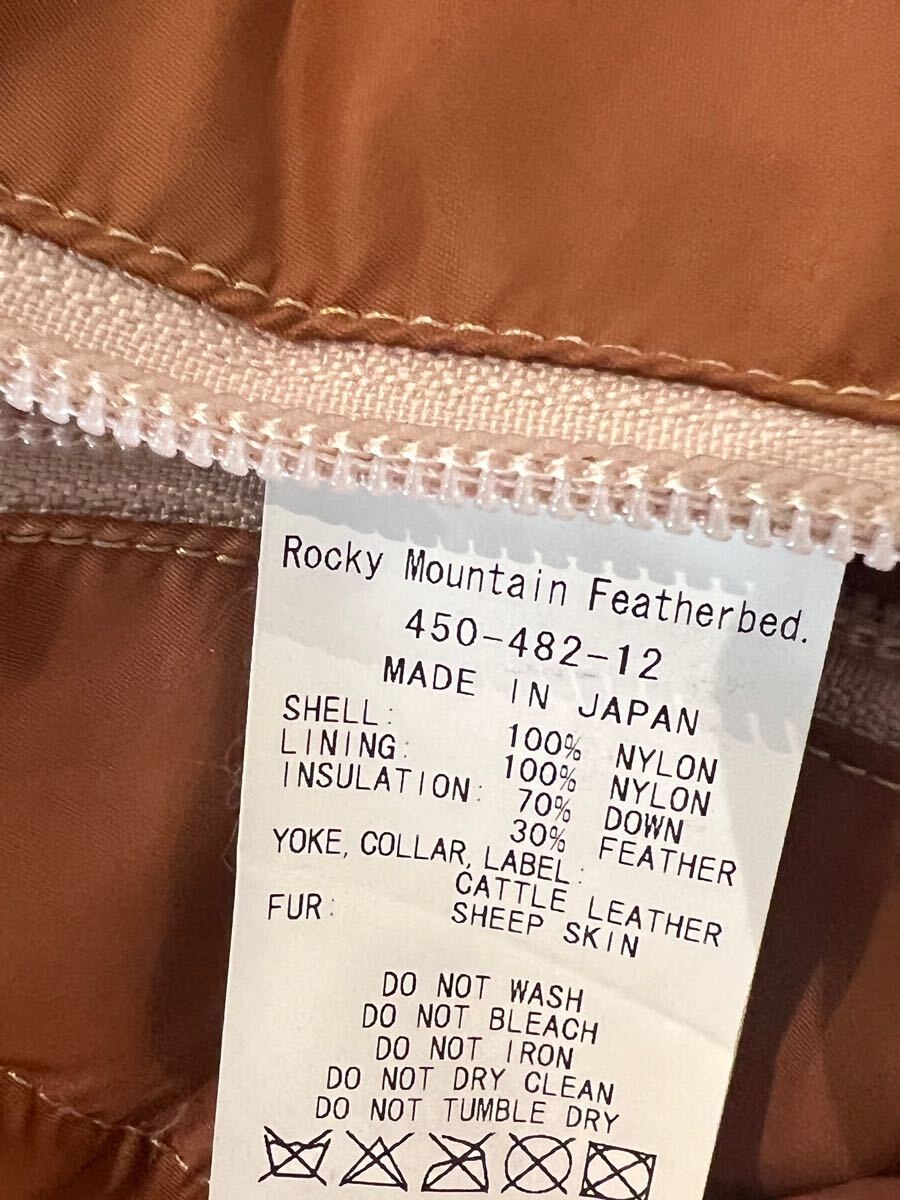 Rocky Mountain Featherbed.
450-482-12
MADE IN JAPAN
SHELL: 100% NYLON
LINING: 100% NYLON
INSULATION: 70% DOWN
30% FEATHER
YOKE, COLLAR, LABEL:
CATTLE LEATHER
FUR: SHEEP SKIN
DO NOT WASH
DO NOT BLEACH
DO NOT IRON
DO NOT DRY CLEAN
DO NOT TUMBLE DRY